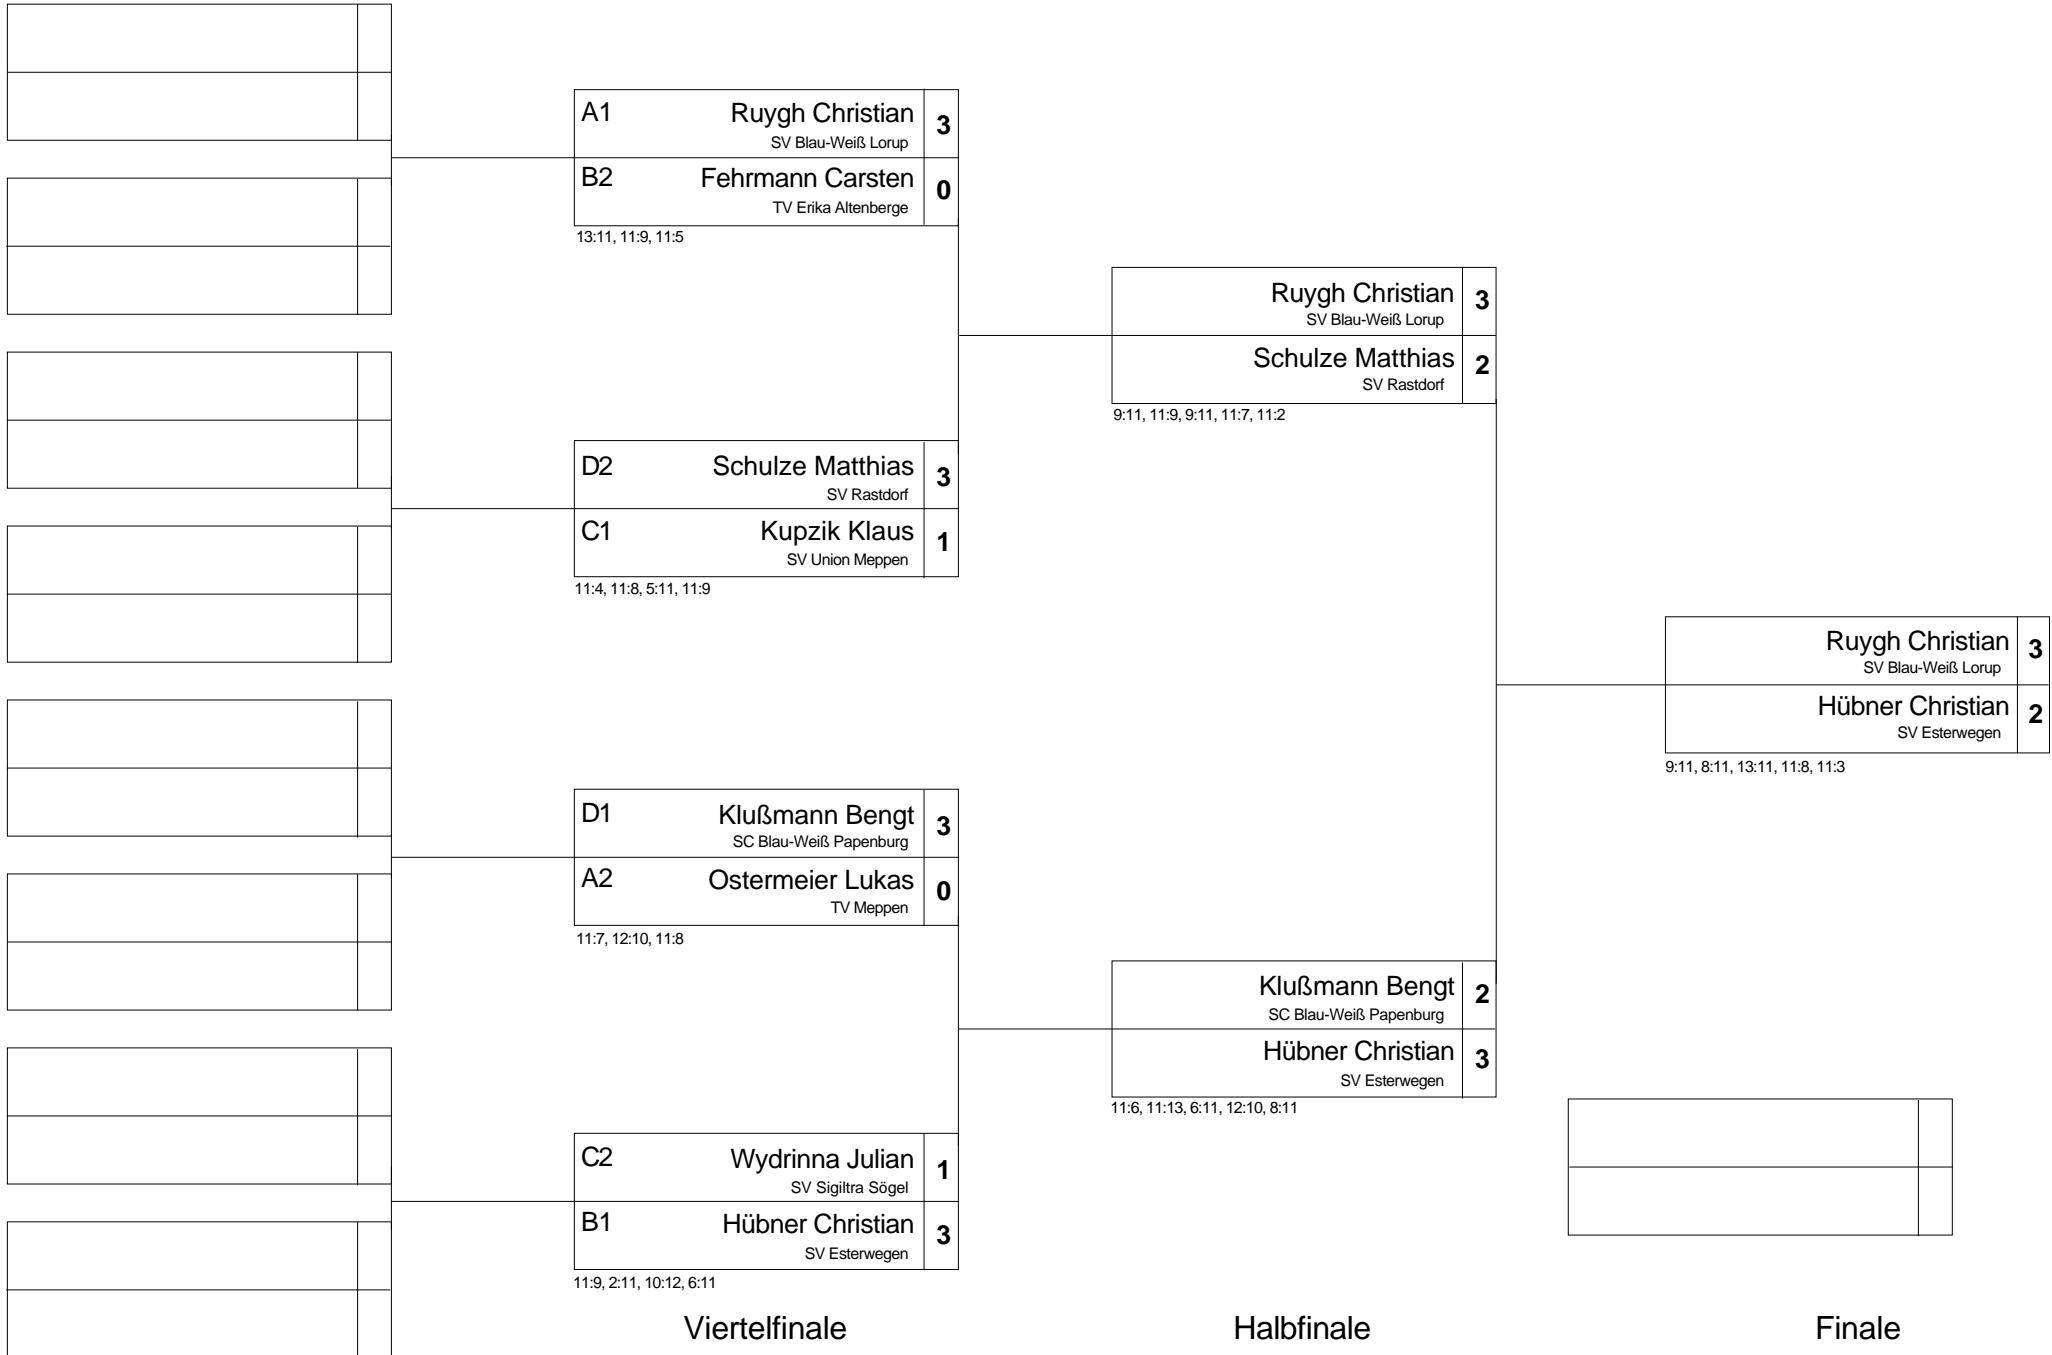 A1 Ruygh Christian 3
SV Blau-Weiß Lorup
B2 Fehrmann Carsten 0
TV Erika Altenberge
13:11, 11:9, 11:5
D2 Schulze Matthias 3
SV Rastdorf
C1 Kupzik Klaus 1
SV Union Meppen
11:4, 11:8, 5:11, 11:9
D1 Klußmann Bengt 3
SC Blau-Weiß Papenburg
A2 Ostermeier Lukas 0
TV Meppen
11:7, 12:10, 11:8
C2 Wydrinna Julian 1
SV Sigiltra Sögel
B1 Hübner Christian 3
SV Esterwegen
11:9, 2:11, 10:12, 6:11
Viertelfinale
Ruygh Christian 3
SV Blau-Weiß Lorup
Schulze Matthias 2
SV Rastdorf
9:11, 11:9, 9:11, 11:7, 11:2
Klußmann Bengt 2
SC Blau-Weiß Papenburg
Hübner Christian 3
SV Esterwegen
11:6, 11:13, 6:11, 12:10, 8:11
Halbfinale
Ruygh Christian 3
SV Blau-Weiß Lorup
Hübner Christian 2
SV Esterwegen
9:11, 8:11, 13:11, 11:8, 11:3
Finale